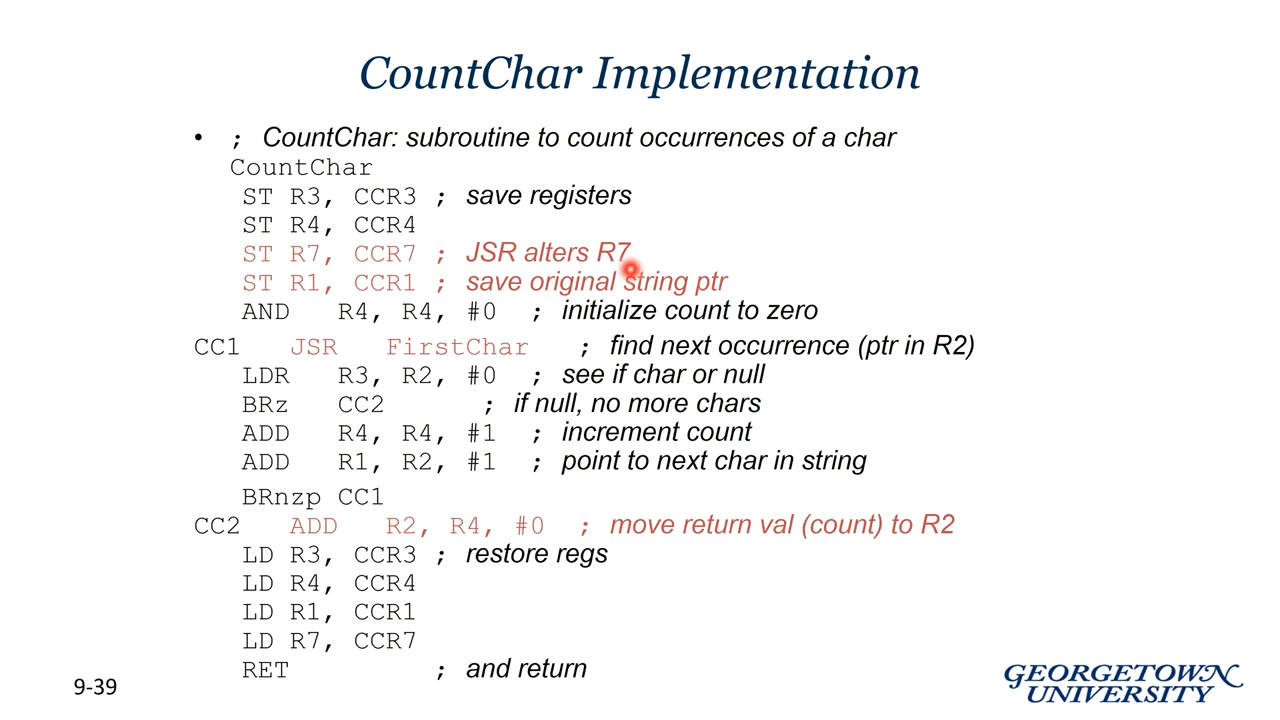 CountChar Implementation
• ; CountChar: subroutine to count occurrences of a char
CountChar
ST R3, CCR3 ; save registers
ST R4, CCR4
ST R7, CCR7 ; JSR alters R7
ST R1, CCR1 ; save original string ptr
AND R4, R4, #0 ; initialize count to zero
CC1 JSR FirstChar ; find next occurrence (ptr in R2)
LDR R3, R2, #0 ; see if char or null
BRz CC2 ; if null, no more chars
ADD R4, R4, #1 ; increment count
ADD R1, R2, #1 ; point to next char in string
BRnzp CC1
CC2 ADD R2, R4, #0 ; move return val (count) to R2
LD R3, CCR3 ; restore regs
LD R4, CCR4
LD R1, CCR1
LD R7, CCR7
RET ; and return
9-39
GEORGETOWN
UNIVERSITY